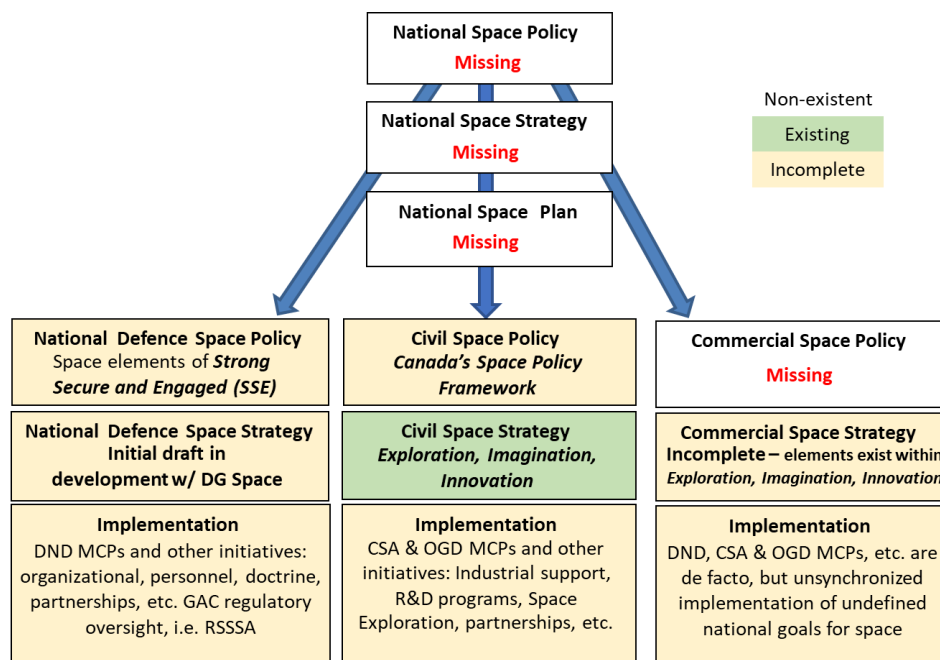 National Space Policy
Missing
National Space Strategy
Missing
National Space Plan
Missing
Non-existent
Existing
Incomplete
National Defence Space Policy
Space elements of Strong
Secure and Engaged (SSE)
National Defence Space Strategy
Initial draft in
development w/ DG Space
Implementation
DND MCPs and other initiatives:
organizational, personnel, doctrine,
partnerships, etc. GAC regulatory
oversight, i.e. RSSSA
Civil Space Policy
Canada's Space Policy
Framework
Civil Space Strategy
Exploration, Imagination,
Innovation
Implementation
CSA & OGD MCPs and other
initiatives: Industrial support,
R&D programs, Space
Exploration, partnerships, etc.
Commercial Space Policy
Missing
Commercial Space Strategy
Incomplete – elements exist within
Exploration, Imagination, Innovation
Implementation
DND, CSA & OGD MCPs, etc. are
de facto, but unsynchronized
implementation of undefined
national goals for space